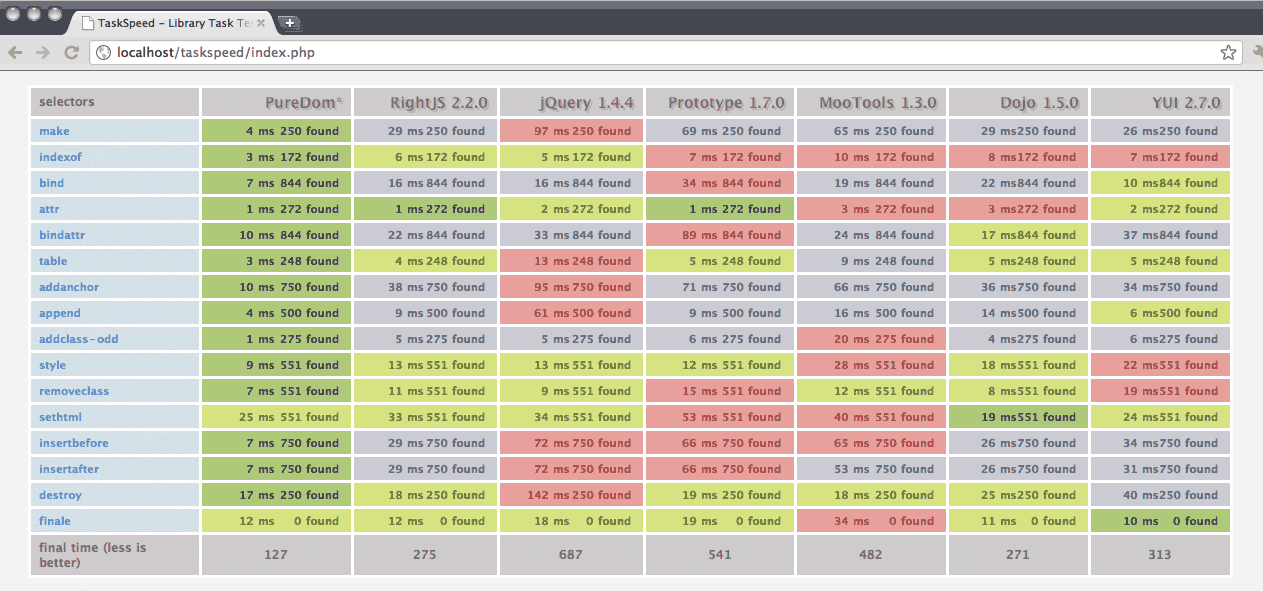 TaskSpeed – Library Task Te
localhost/taskspeed/index.php
selectors PureDom* RightJS 2.2.0 jQuery 1.4.4 Prototype 1.7.0 MooTools 1.3.0 Dojo 1.5.0 YUI 2.7.0
make 4 ms 250 found 29 ms 250 found 97 ms 250 found 69 ms 250 found 65 ms 250 found 29 ms250 found 26 ms250 found
indexof 3 ms 172 found 6 ms 172 found 5 ms 172 found 7 ms 172 found 10 ms 172 found 8 ms172 found 7 ms172 found
bind 7 ms 844 found 16 ms 844 found 16 ms 844 found 34 ms 844 found 19 ms 844 found 22 ms844 found 10 ms844 found
attr 1 ms 272 found 1 ms 272 found 2 ms 272 found 1 ms 272 found 3 ms 272 found 3 ms272 found 2 ms272 found
bindattr 10 ms 844 found 22 ms 844 found 33 ms 844 found 89 ms 844 found 24 ms 844 found 17 ms844 found 37 ms844 found
table 3 ms 248 found 4 ms 248 found 13 ms 248 found 5 ms 248 found 9 ms 248 found 5 ms248 found 5 ms248 found
addanchor 10 ms 750 found 38 ms 750 found 95 ms 750 found 71 ms 750 found 66 ms 750 found 36 ms750 found 34 ms750 found
append 4 ms 500 found 9 ms 500 found 61 ms 500 found 9 ms 500 found 16 ms 500 found 14 ms500 found 6 ms500 found
addclass-odd 1 ms 275 found 5 ms 275 found 5 ms 275 found 6 ms 275 found 20 ms 275 found 4 ms275 found 6 ms275 found
style 9 ms 551 found 13 ms 551 found 13 ms 551 found 12 ms 551 found 28 ms 551 found 18 ms551 found 22 ms551 found
removeclass 7 ms 551 found 11 ms 551 found 9 ms 551 found 15 ms 551 found 12 ms 551 found 8 ms551 found 19 ms551 found
sethtml 25 ms 551 found 33 ms 551 found 34 ms 551 found 53 ms 551 found 40 ms 551 found 19 ms551 found 24 ms551 found
insertbefore 7 ms 750 found 29 ms 750 found 72 ms 750 found 66 ms 750 found 65 ms 750 found 26 ms750 found 34 ms750 found
insertafter 7 ms 750 found 29 ms 750 found 72 ms 750 found 66 ms 750 found 53 ms 750 found 26 ms750 found 31 ms750 found
destroy 17 ms 250 found 18 ms 250 found 142 ms 250 found 19 ms 250 found 18 ms 250 found 25 ms250 found 40 ms250 found
finale 12 ms 0 found 12 ms 0 found 18 ms 0 found 19 ms 0 found 34 ms 0 found 11 ms 0 found 10 ms 0 found
final time (less is
better) 127 275 687 541 482 271 313